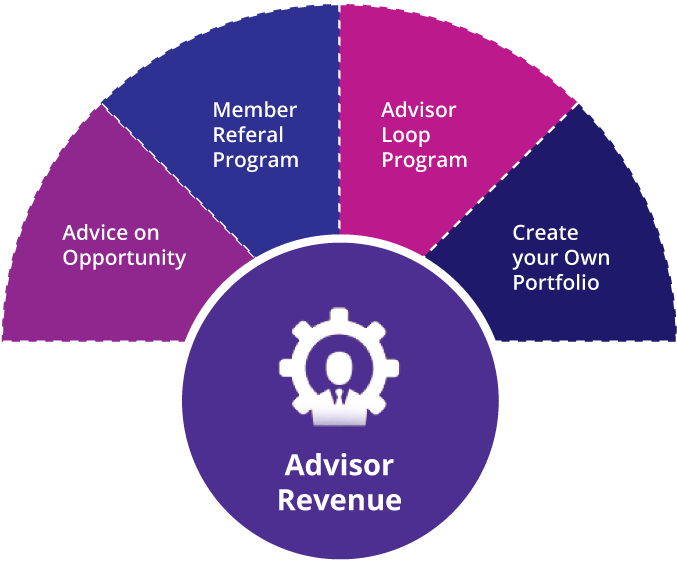 Member
Referal
Program
Advisor
Loop
Program
Advice on
Opportunity
Create
your Own
Portfolio
Advisor
Revenue